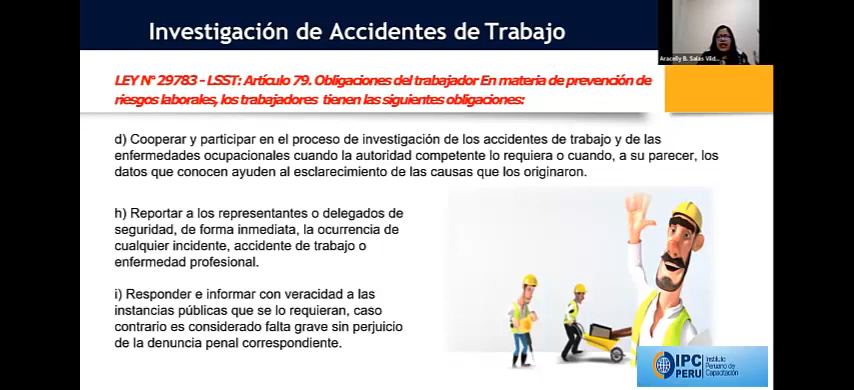 Investigación de Accidentes de Trabajo
Aracelly B. Salas Vild...
LEY N° 29783 - LSST: Artículo 79. Obligaciones del trabajador En materia de prevención de
riesgos laborales, los trabajadores tienen las siguientes obligaciones:
d) Cooperar y participar en el proceso de investigación de los accidentes de trabajo y de las
enfermedades ocupacionales cuando la autoridad competente lo requiera o cuando, a su parecer, los
datos que conocen ayuden al esclarecimiento de las causas que los originaron.
h) Reportar a los representantes o delegados de
seguridad, de forma inmediata, la ocurrencia de
cualquier incidente, accidente de trabajo o
enfermedad profesional.
i) Responder e informar con veracidad a las
instancias públicas que se lo requieran, caso
contrario es considerado falta grave sin perjuicio
de la denuncia penal correspondiente.
IPC
PERU
Instituto
Peruano de
Capacitación